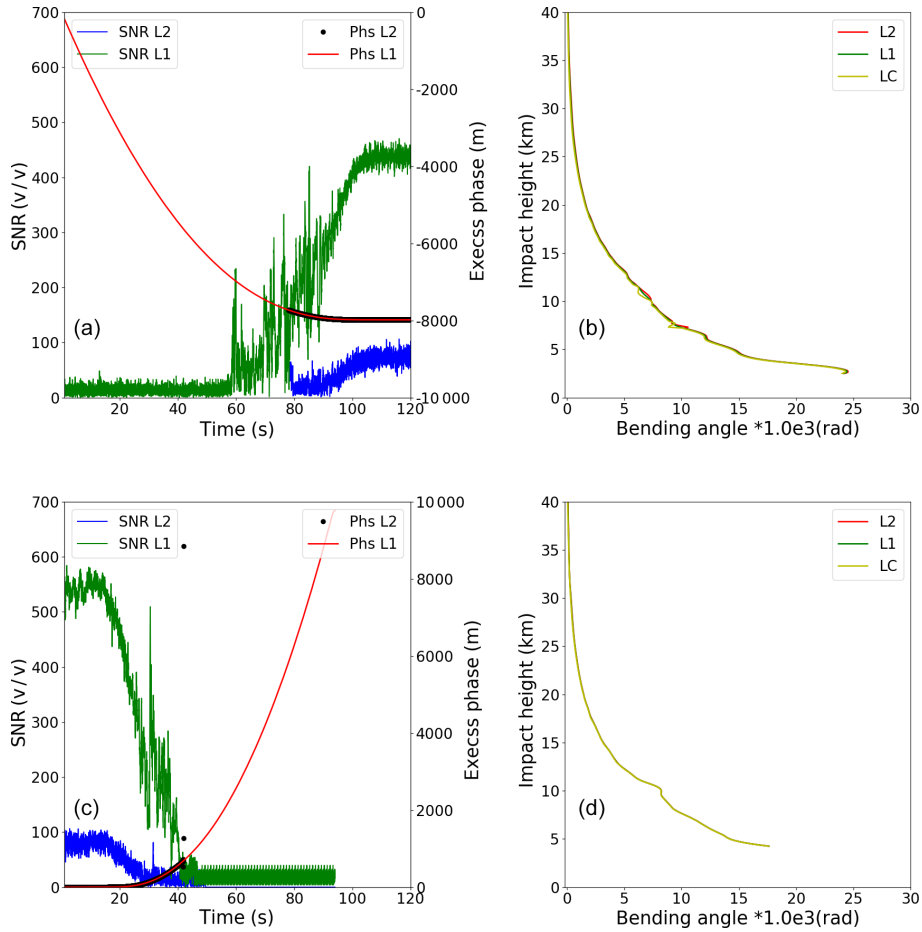 700
600
500
400
300
200
100
0
SNR (v / v)
SNR L2
SNR L1
Phs L2
Phs L1
0
-2000
-4000
-6000
-8000
-10 000
Execss phase (m)
(a)
20 40 60 80 100 120
Time (s)
40
35
30
25
20
15
10
5
0
Impact height (km)
L2
L1
LC
(b)
0 5 10 15 20 25 30
Bending angle *1.0e3(rad)
700
600
500
400
300
200
100
0
SNR (v / v)
SNR L2
SNR L1
Phs L2
Phs L1
10 000
8000
6000
4000
2000
0
Execss phase (m)
(c)
20 40 60 80 100 120
Time (s)
40
35
30
25
20
15
10
5
0
Impact height (km)
L2
L1
LC
(d)
0 5 10 15 20 25 30
Bending angle *1.0e3(rad)